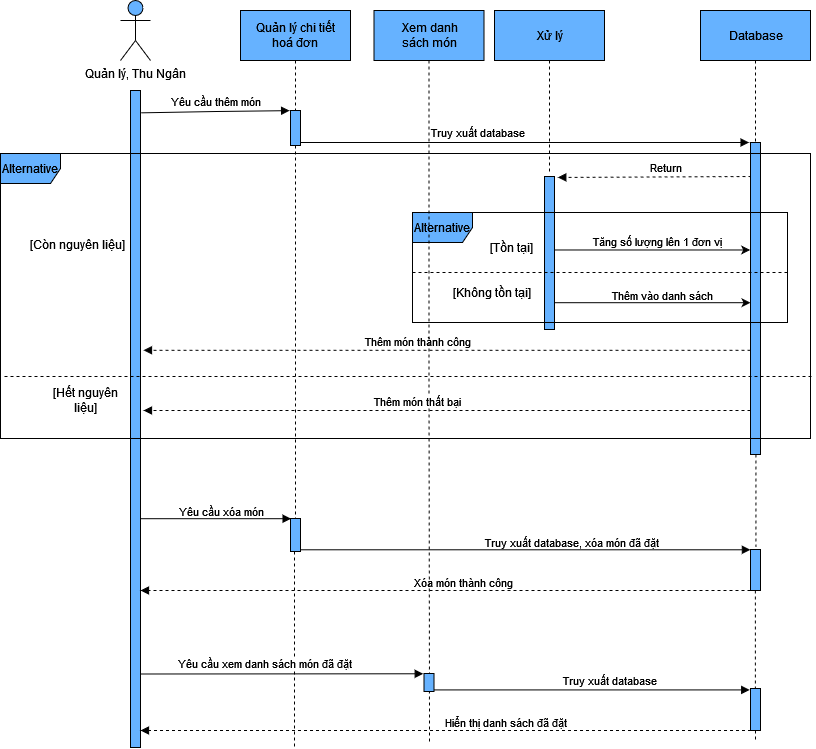 Quản lý chi tiết
hoá đơn
Xem danh
sách món
Xử lý
Database
Quản lý, Thu Ngân
Yêu cầu thêm món
Truy xuất database
Alternative
Return
[Còn nguyên liệu]
Alternative
[Tồn tại]
Tăng số lượng lên 1 đơn vị
[Không tồn tại]
Thêm vào danh sách
Thêm món thành công
[Hết nguyên
liệu]
Thêm món thất bại
Yêu cầu xóa món
Truy xuất database, xóa món đã đặt
Xóa món thành công
Yêu cầu xem danh sách món đã đặt
Truy xuất database
Hiển thị danh sách đã đặt